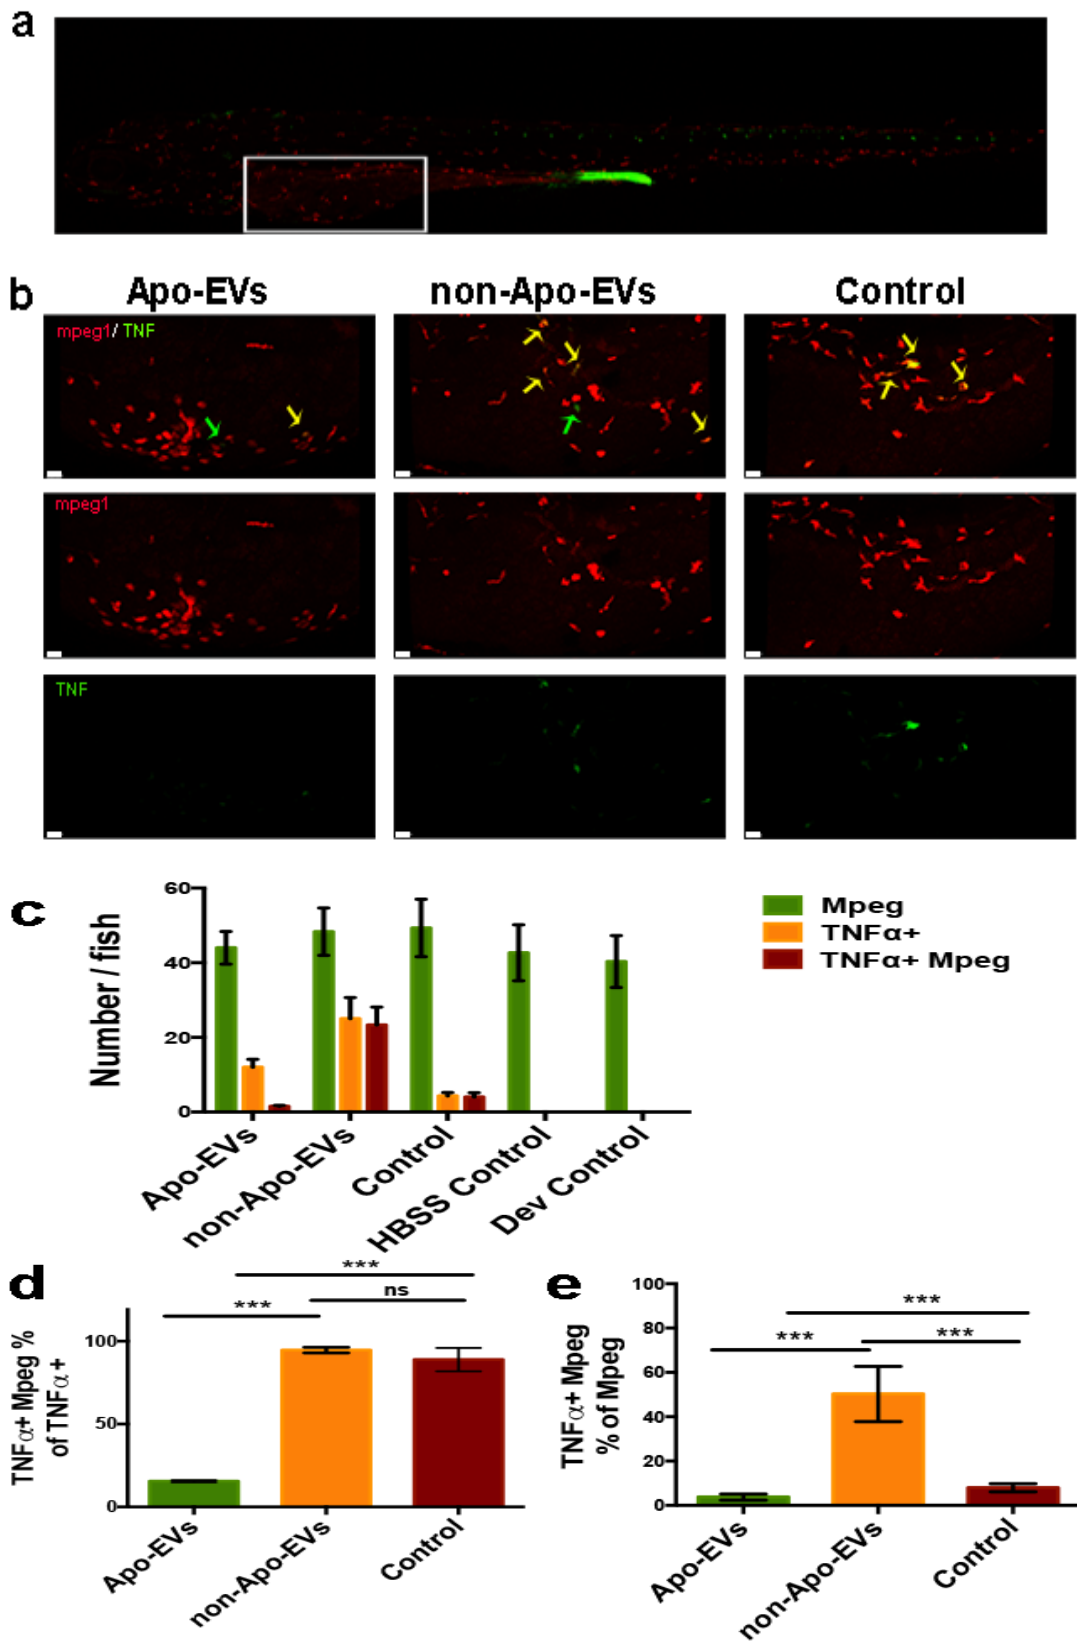 a
b
Apo-EVs non-Apo-EVs Control
mpeg1/ TNF
mpeg1
TNF
c
60
40
20
0
Number / fish
Apo-EVs
non-Apo-EVs
Control
HBSS Control
Dev Control
Mpeg
TNFα+
TNFα+ Mpeg
d
***
***
ns
100
50
0
TNFα+ Mpeg %
of TNFα+
Apo-EVs
non-Apo-EVs
Control
e
100
80
60
40
20
0
***
***
***
TNFα+ Mpeg
% of Mpeg
Apo-EVs
non-Apo-EVs
Control